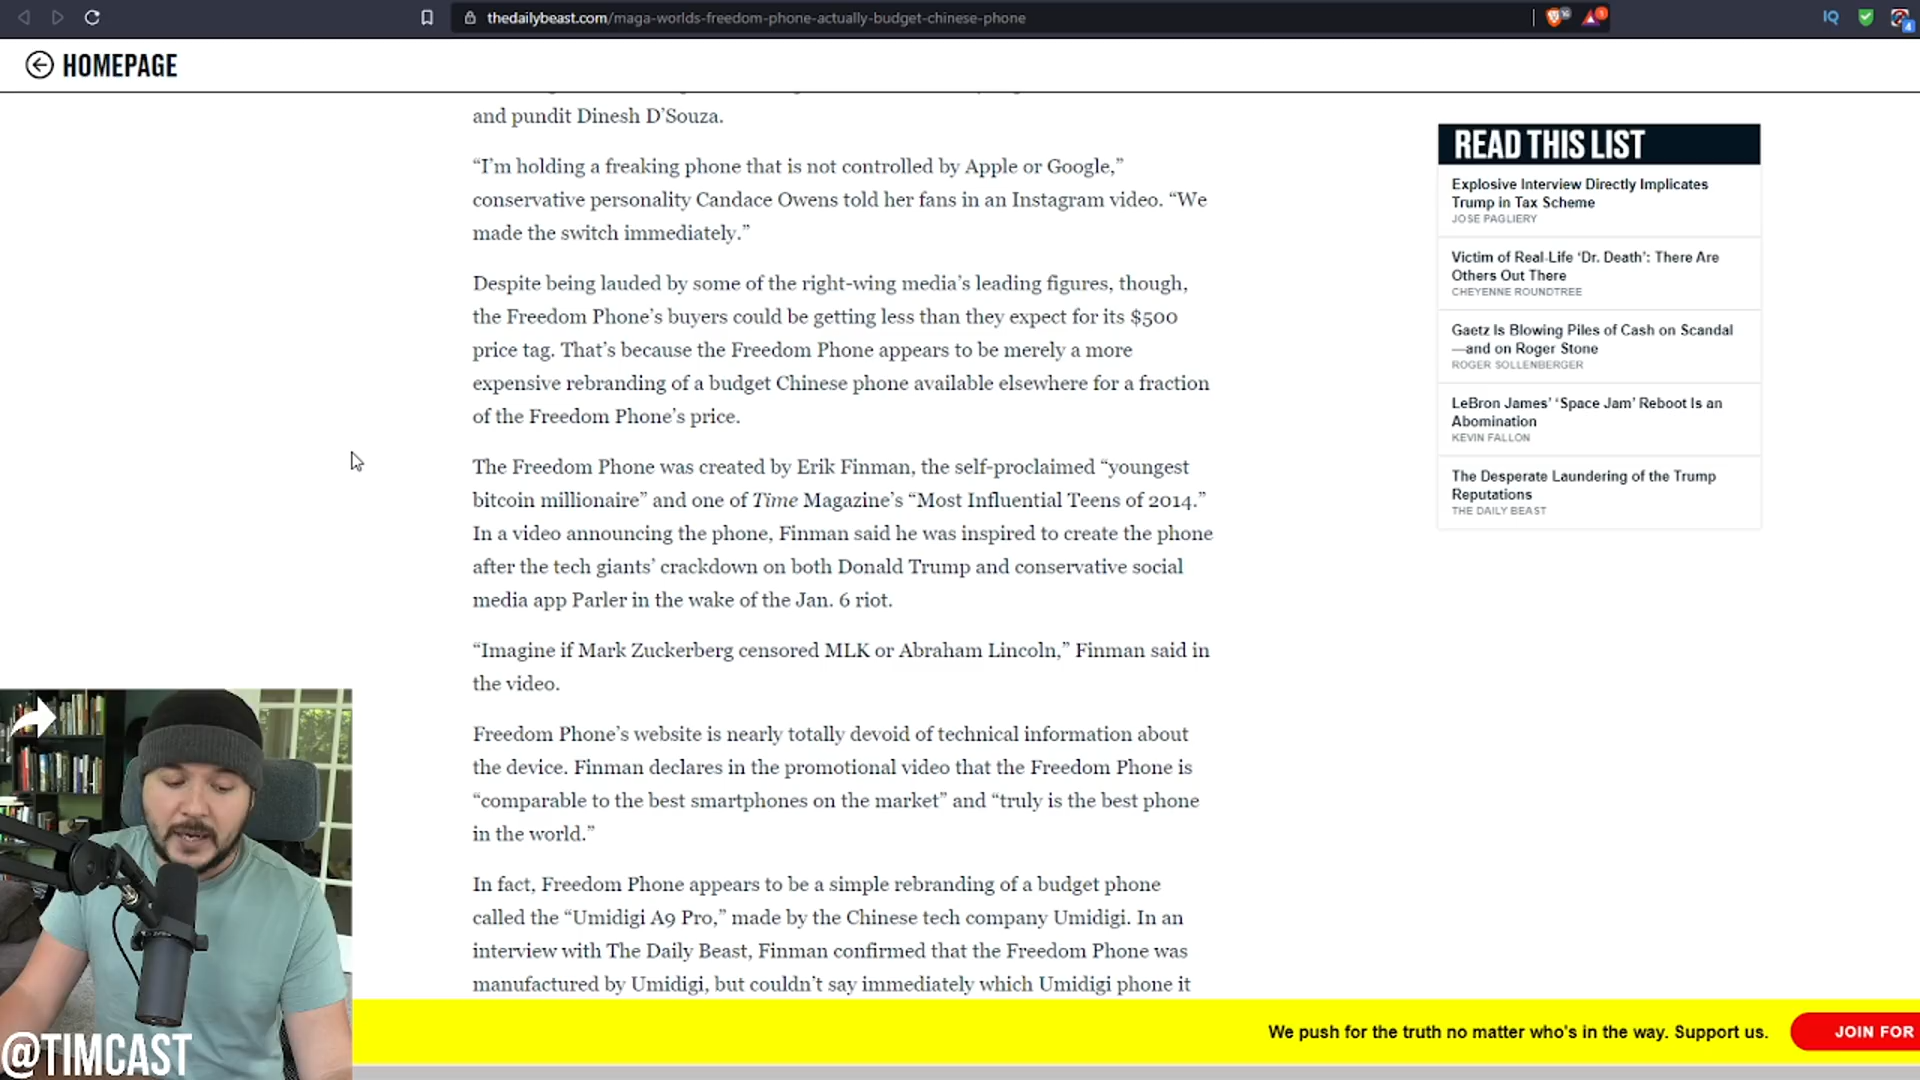 thedailybeast.com/maga-worlds-freedom-phone-actually-budget-chinese-phone
IQ
HOMEPAGE
and pundit Dinesh D’Souza.
“I’m holding a freaking phone that is not controlled by Apple or Google,”
conservative personality Candace Owens told her fans in an Instagram video. “We
made the switch immediately.”
Despite being lauded by some of the right-wing media’s leading figures, though,
the Freedom Phone’s buyers could be getting less than they expect for its $500
price tag. That’s because the Freedom Phone appears to be merely a more
expensive rebranding of a budget Chinese phone available elsewhere for a fraction
of the Freedom Phone’s price.
The Freedom Phone was created by Erik Finman, the self-proclaimed “youngest
bitcoin millionaire” and one of Time Magazine’s “Most Influential Teens of 2014.”
In a video announcing the phone, Finman said he was inspired to create the phone
after the tech giants’ crackdown on both Donald Trump and conservative social
media app Parler in the wake of the Jan. 6 riot.
“Imagine if Mark Zuckerberg censored MLK or Abraham Lincoln,” Finman said in
the video.
Freedom Phone’s website is nearly totally devoid of technical information about
the device. Finman declares in the promotional video that the Freedom Phone is
“comparable to the best smartphones on the market” and “truly is the best phone
in the world.”
In fact, Freedom Phone appears to be a simple rebranding of a budget phone
called the “Umidigi A9 Pro,” made by the Chinese tech company Umidigi. In an
interview with The Daily Beast, Finman confirmed that the Freedom Phone was
manufactured by Umidigi, but couldn’t say immediately which Umidigi phone it
READ THIS LIST
Explosive Interview Directly Implicates
Trump in Tax Scheme
JOSE PAGLIERY
Victim of Real-Life ‘Dr. Death’: There Are
Others Out There
CHEYENNE ROUNDTREE
Gaetz Is Blowing Piles of Cash on Scandal
—and on Roger Stone
ROGER SOLLENBERGER
LeBron James’ ‘Space Jam’ Reboot Is an
Abomination
KEVIN FALLON
The Desperate Laundering of the Trump
Reputations
THE DAILY BEAST
We push for the truth no matter who's in the way. Support us.
JOIN FOR
@TIMCAST